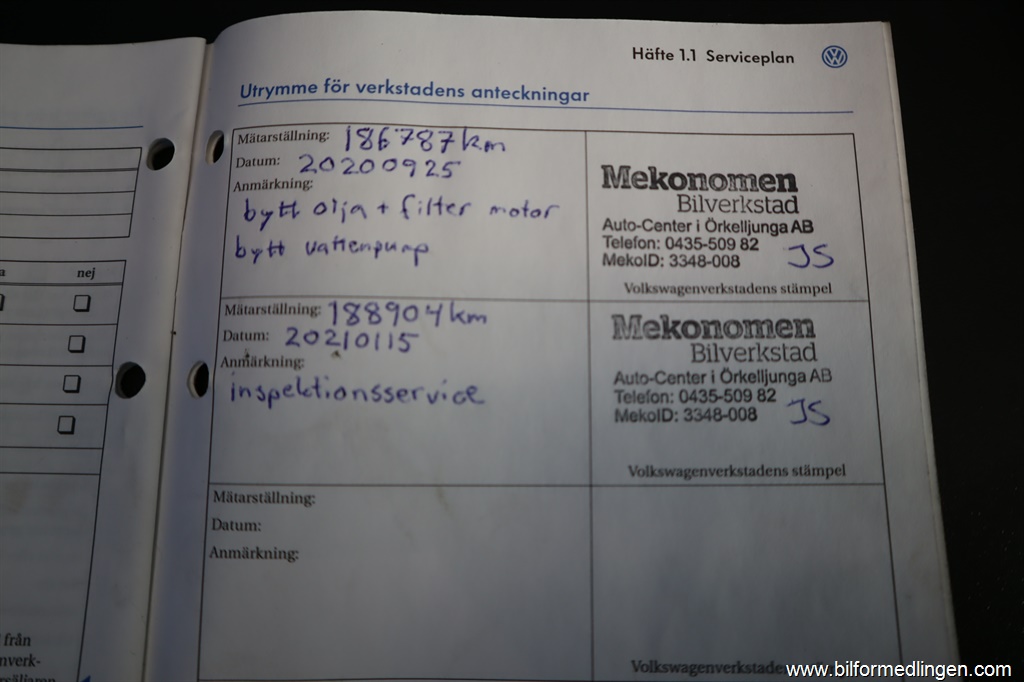 Häfte 1.1 Serviceplan
Utrymme för verkstadens anteckningar
Mätarställning: 186787km
Datum: 20200925
Anmärkning:
bytt olja + filter motor
bytt vattenpump
Mekonomen
Bilverkstad
Auto-Center i Örkelljunga AB
Telefon: 0435-509 82
MekoID: 3348-008
JS
Volkswagenverkstadens stämpel
Mätarställning: 188904km
Datum: 20210115
Anmärkning:
inspektionsservice
Mekonomen
Bilverkstad
Auto-Center i Örkelljunga AB
Telefon: 0435-509 82
MekoID: 3348-008
JS
Volkswagenverkstadens stämpel
Mätarställning:
Datum:
Anmärkning:
nej
från
www.bilformedlingen.com